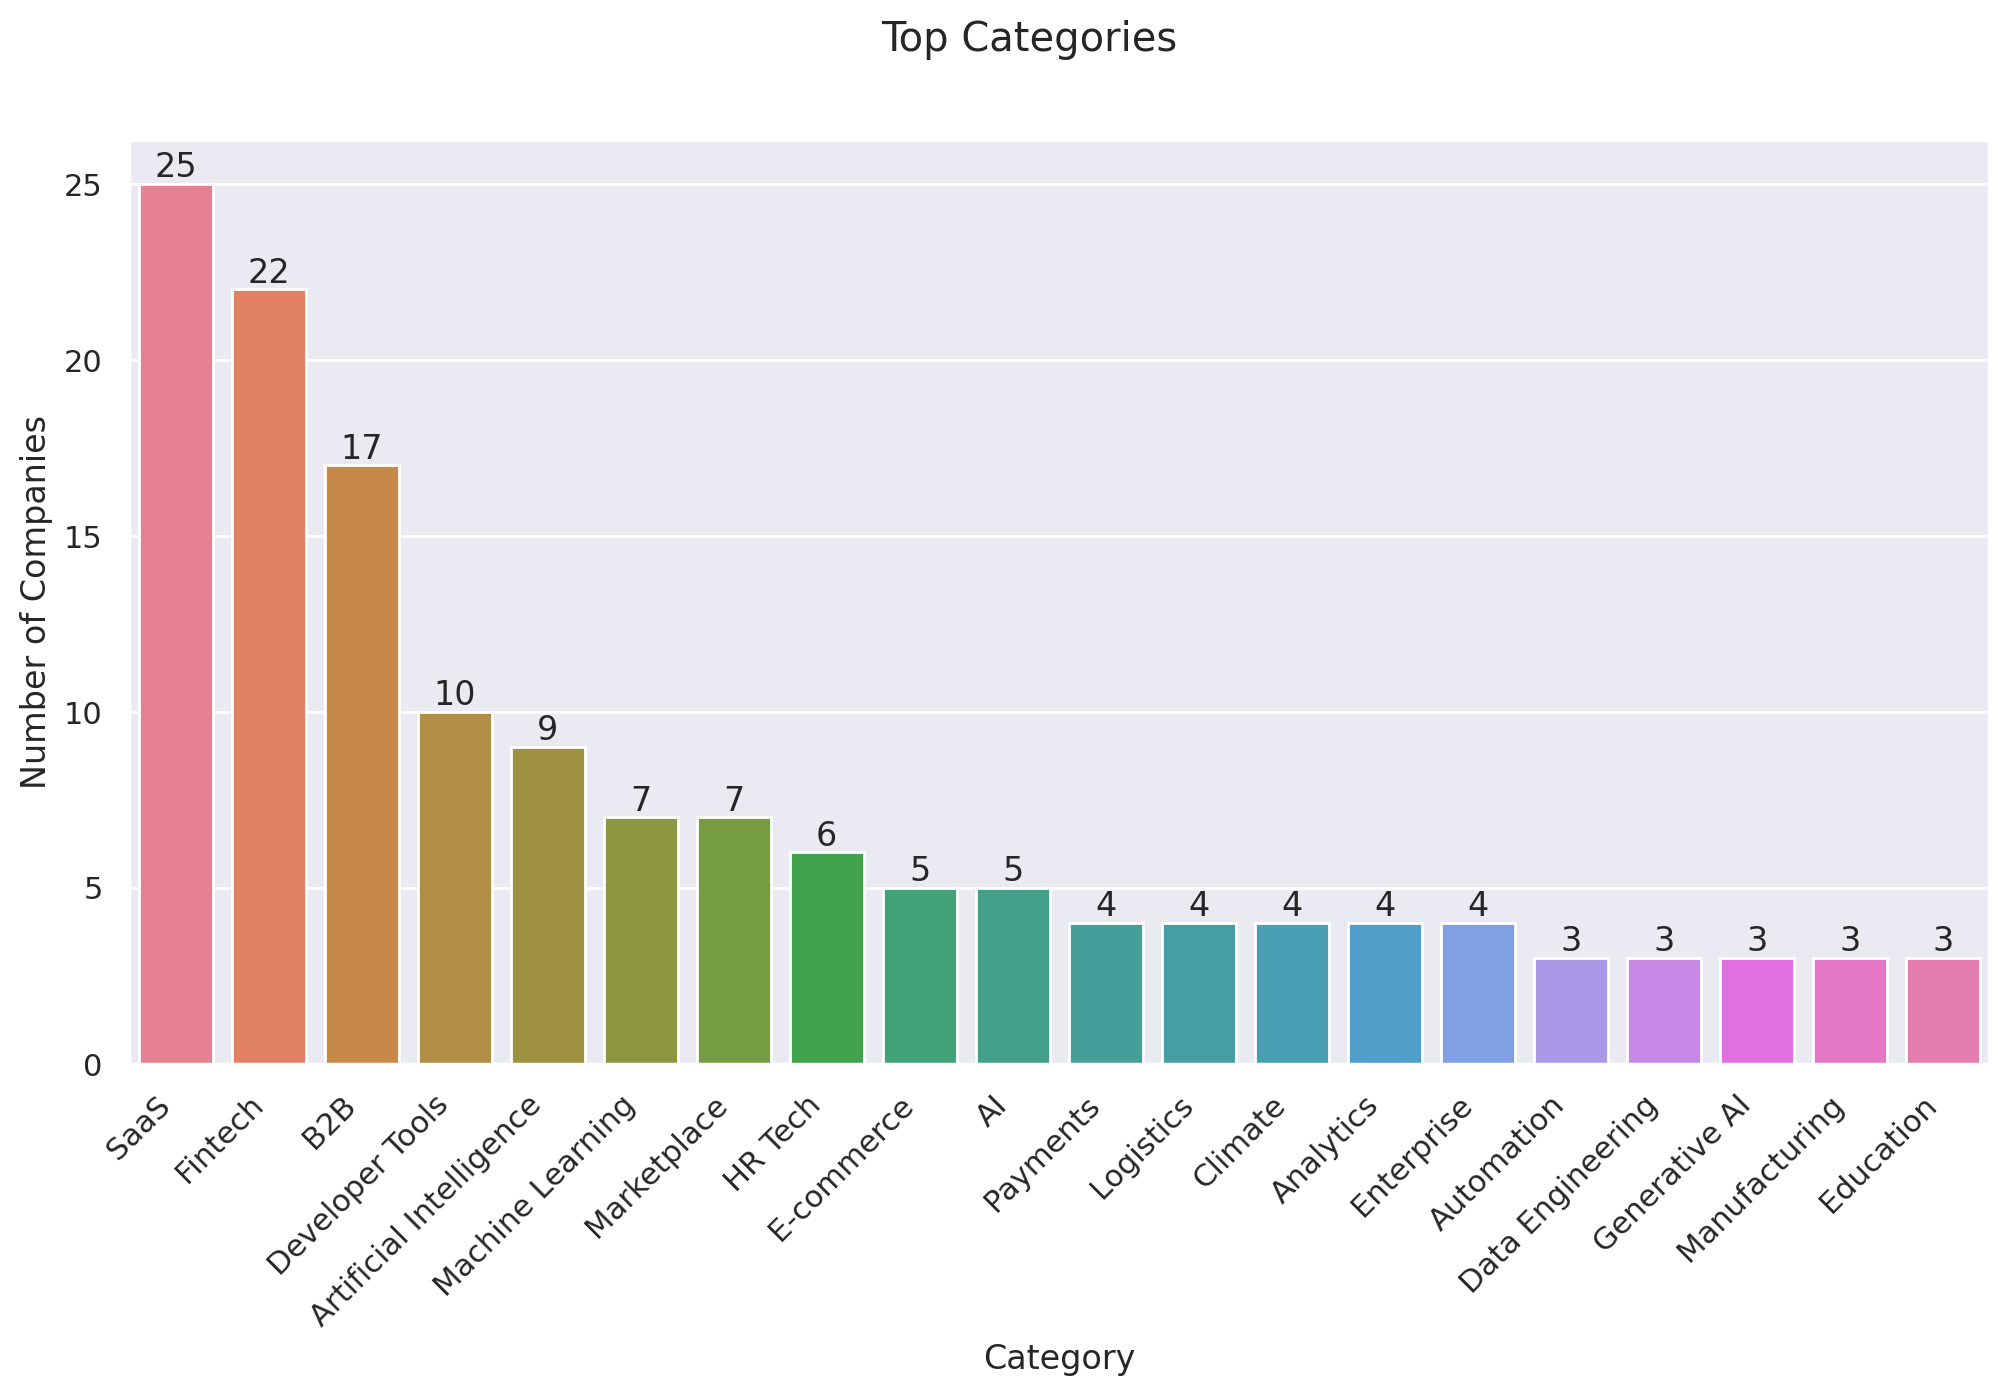 Top Categories
Number of Companies
25
20
15
10
5
0
25
22
17
10
9
7
7
6
5
5
4
4
4
4
4
3
3
3
3
3
SaaS
Fintech
B2B
Developer Tools
Artificial Intelligence
Machine Learning
Marketplace
HR Tech
E-commerce
AI
Payments
Logistics
Climate
Analytics
Enterprise
Automation
Data Engineering
Generative AI
Manufacturing
Education
Category